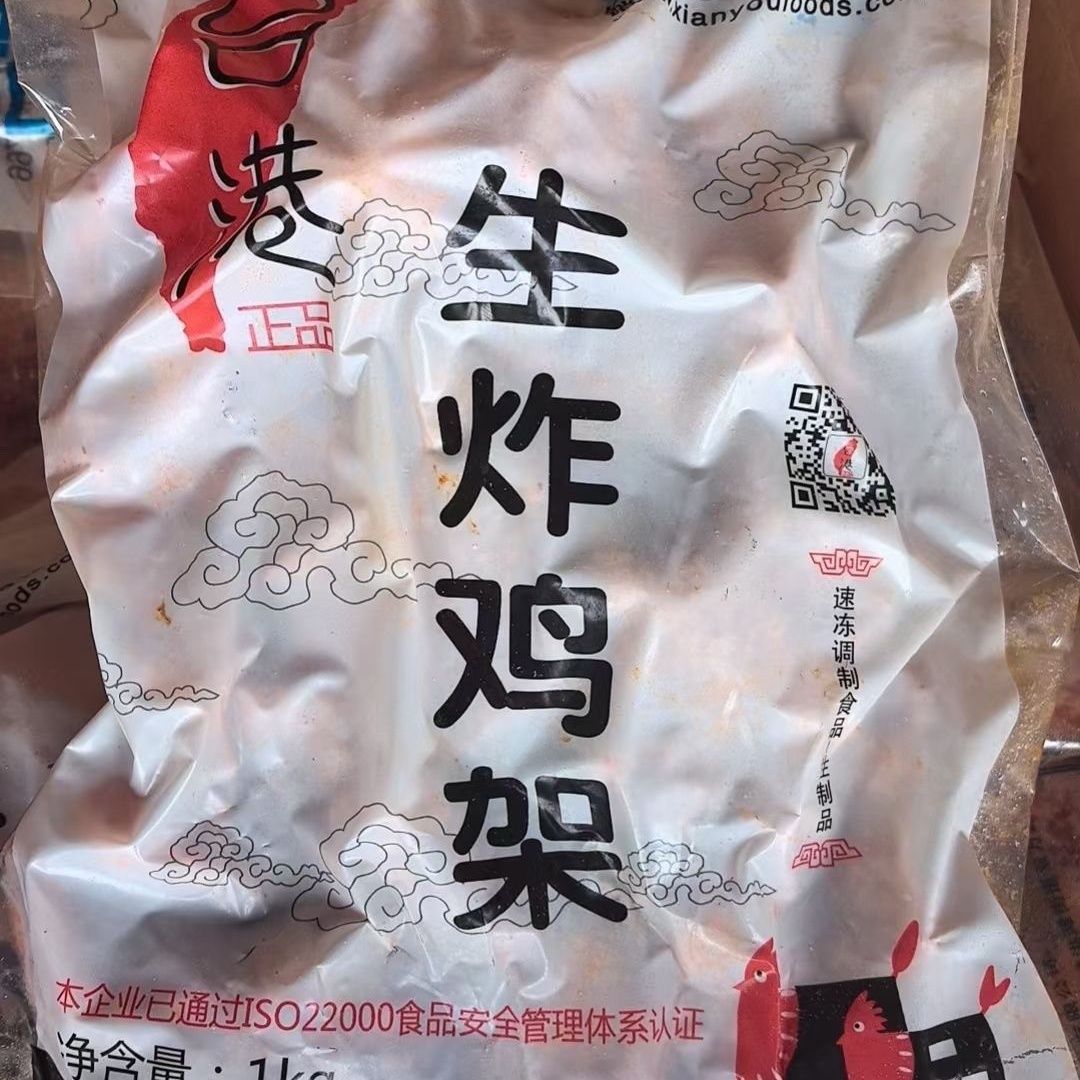 台港
正品
生炸鸡架
速冻调制食品
生制品
本企业已通过ISO22000食品安全管理体系认证
净含量：1kg